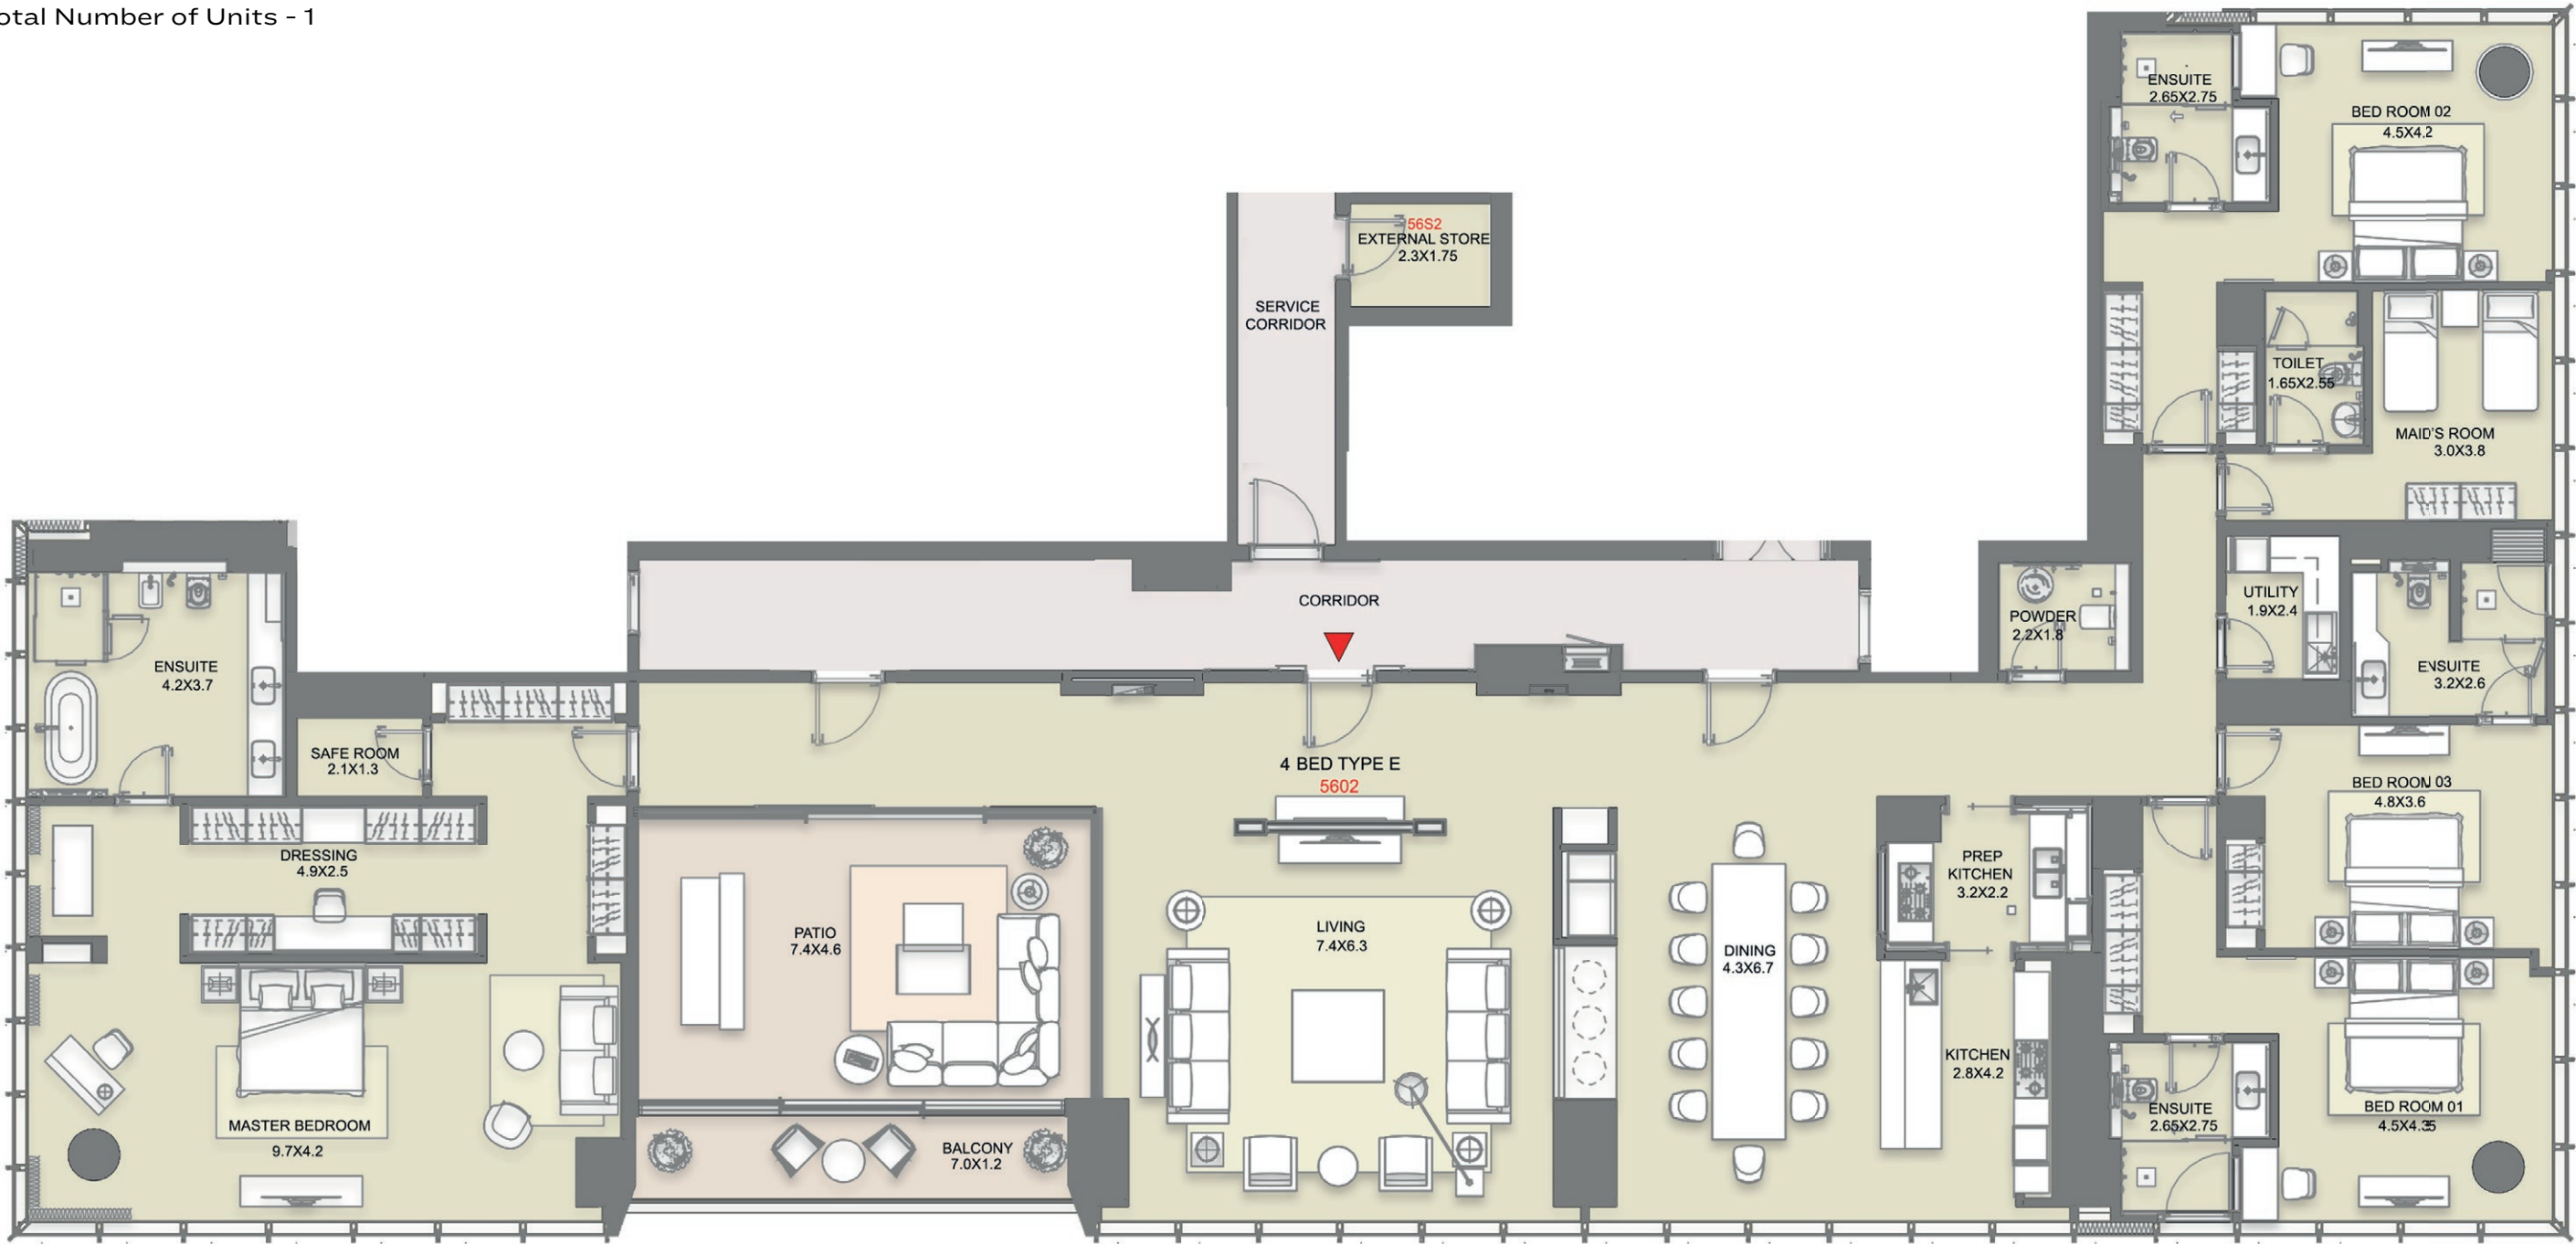 otal Number of Units - 1
ENSUITE
2.65X2.75
BED ROOM 02
4.5X4.2
56S2
EXTERNAL STORE
2.3X1.75
SERVICE
CORRIDOR
TOILET
1.65X2.55
MAID'S ROOM
3.0X3.8
CORRIDOR
POWDER
2.2X1.8
UTILITY
1.9X2.4
ENSUITE
3.2X2.6
ENSUITE
4.2X3.7
SAFE ROOM
2.1X1.3
4 BED TYPE E
5602
BED ROOM 03
4.8X3.6
DRESSING
4.9X2.5
PREP
KITCHEN
3.2X2.2
PATIO
7.4X4.6
LIVING
7.4X6.3
DINING
4.3X6.7
KITCHEN
2.8X4.2
MASTER BEDROOM
9.7X4.2
BALCONY
7.0X1.2
ENSUITE
2.65X2.75
BED ROOM 01
4.5X4.35